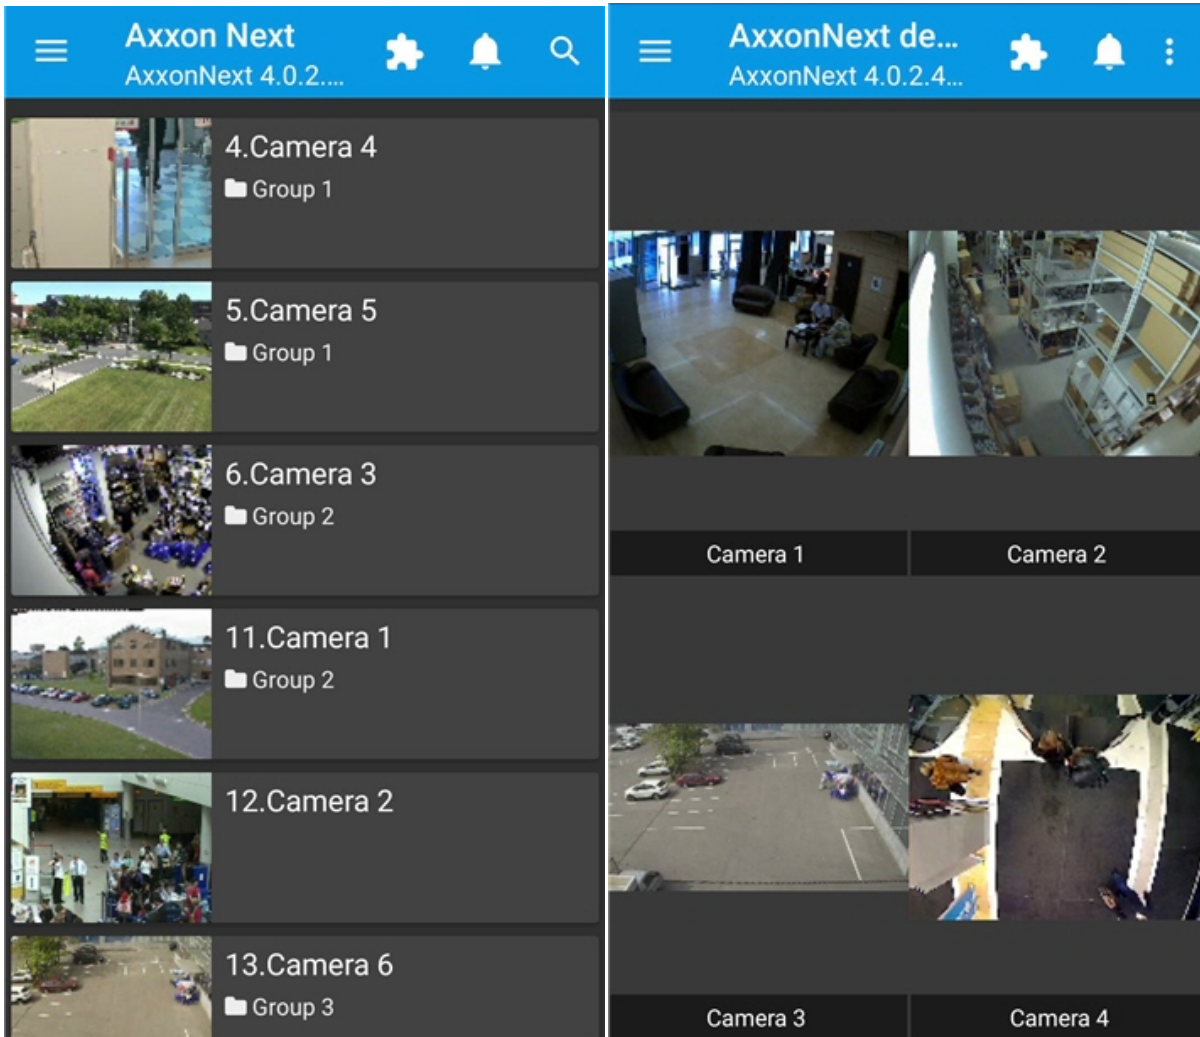 Axxon Next
AxxonNext 4.0.2....
4.Camera 4
Group 1
5.Camera 5
Group 1
6.Camera 3
Group 2
11.Camera 1
Group 2
12.Camera 2
13.Camera 6
Group 3
AxxonNext de...
AxxonNext 4.0.2.4...
Camera 1
Camera 2
Camera 3
Camera 4